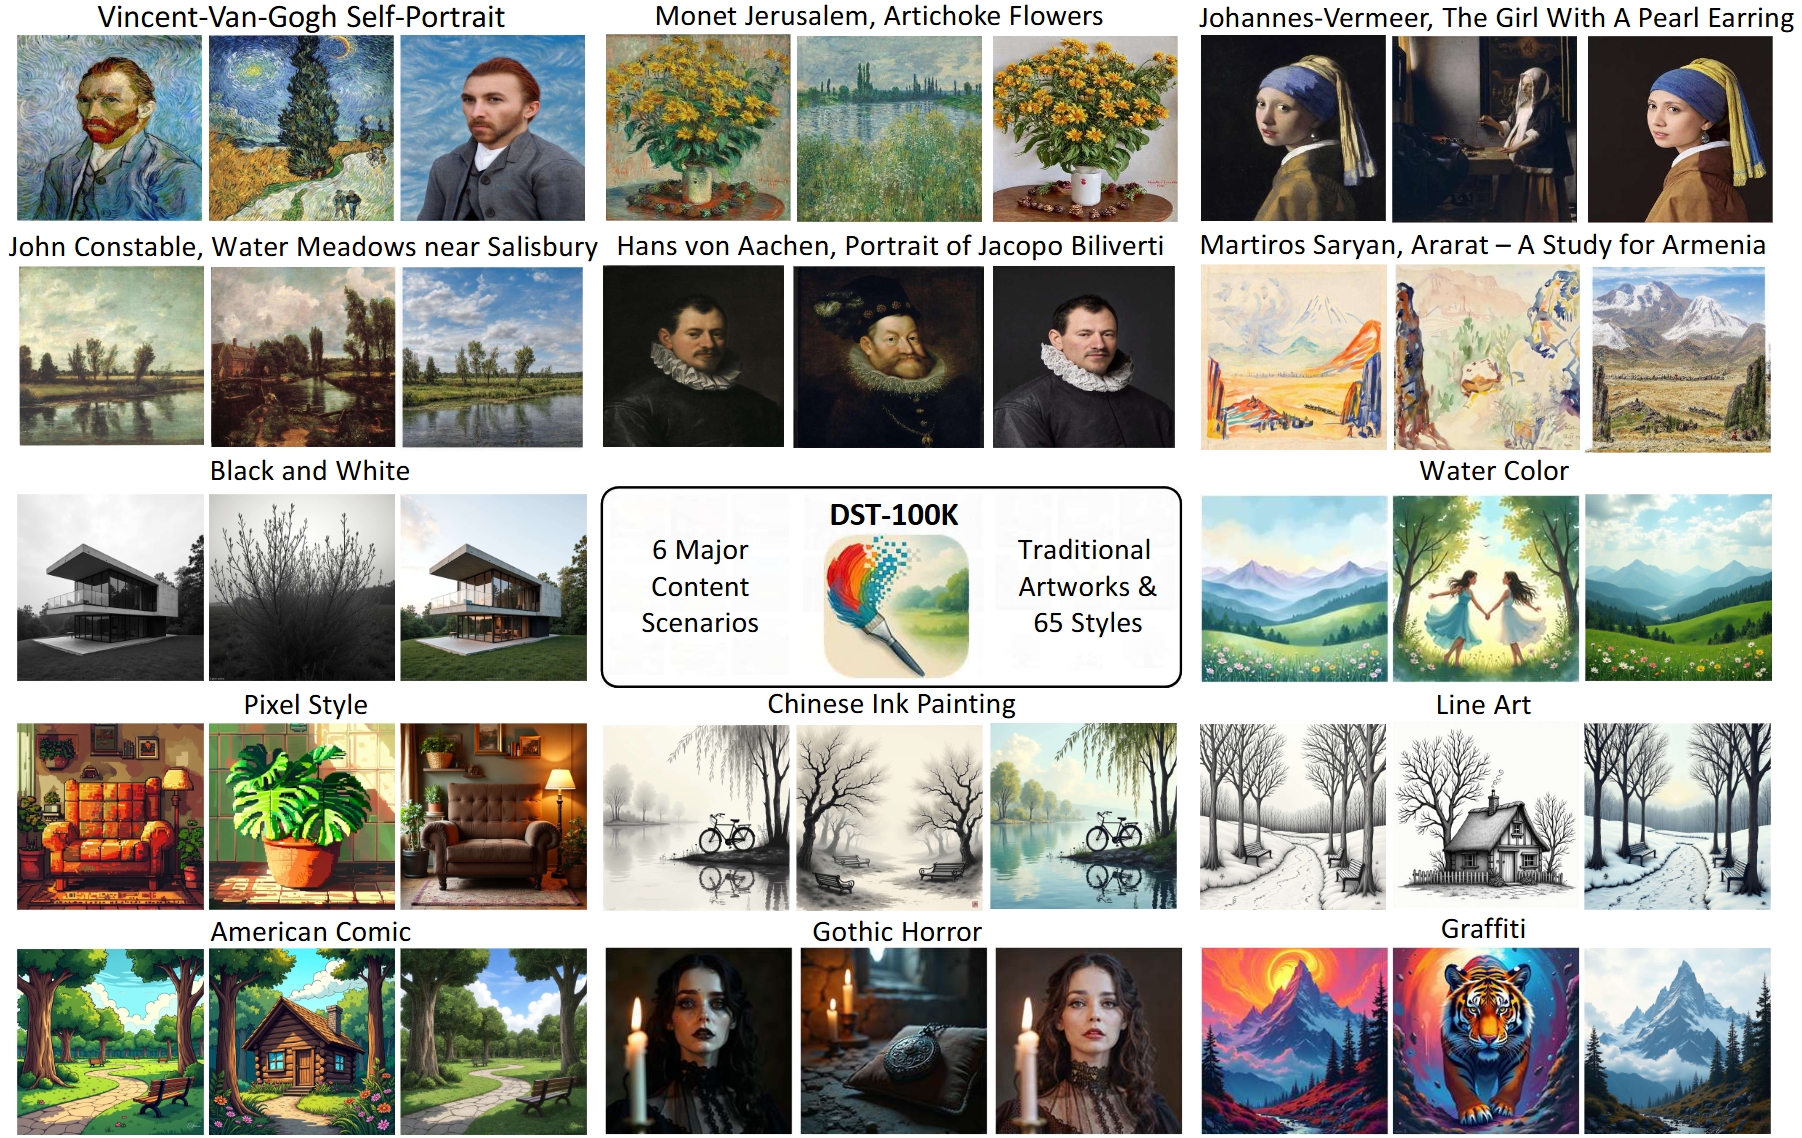 Vincent-Van-Gogh Self-Portrait
Monet Jerusalem, Artichoke Flowers
Johannes-Vermeer, The Girl With A Pearl Earring
John Constable, Water Meadows near Salisbury
Hans von Aachen, Portrait of Jacopo Biliverti
Martiros Saryan, Ararat – A Study for Armenia
Black and White
DST-100K
6 Major
Content
Scenarios
Traditional
Artworks &
65 Styles
Water Color
Pixel Style
Chinese Ink Painting
Line Art
American Comic
Gothic Horror
Graffiti